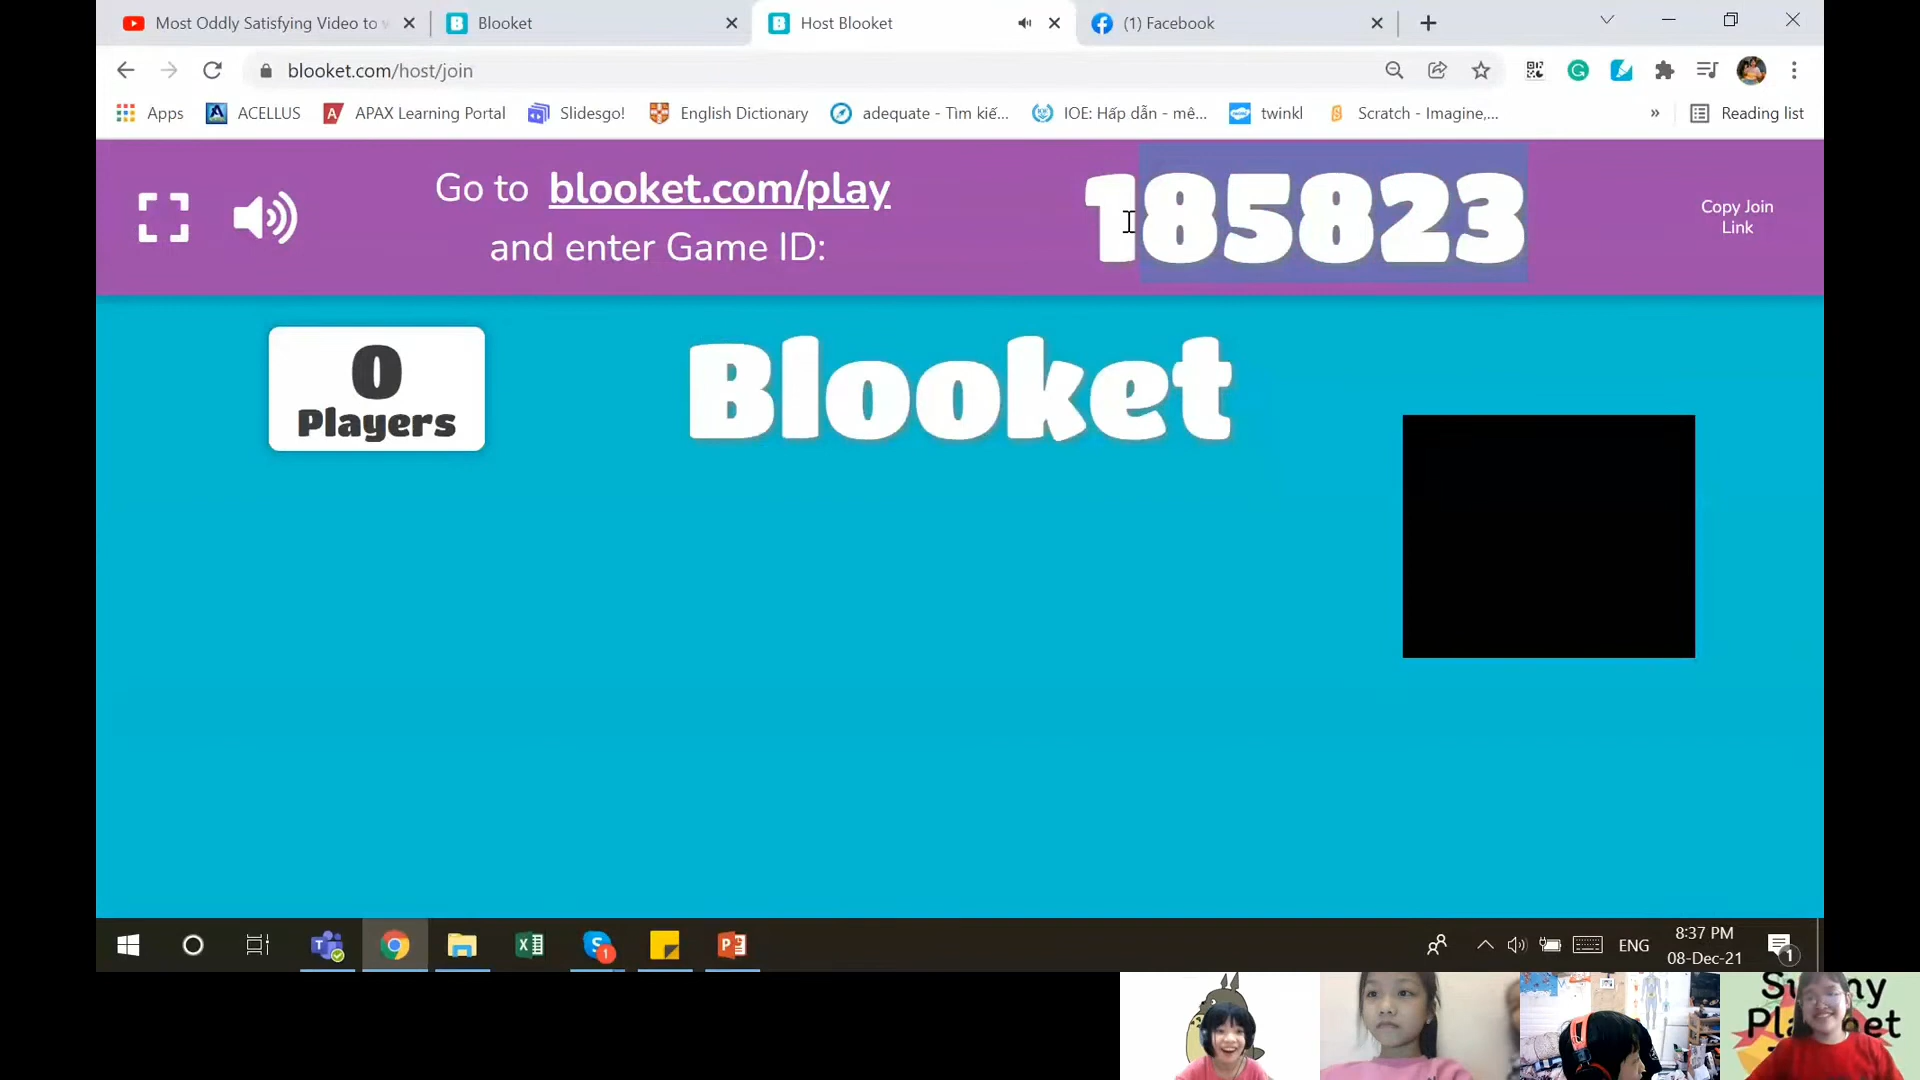 Most Oddly Satisfying Video to w
Blooket
Host Blooket
(1) Facebook
blooket.com/host/join
Apps
ACELLUS
APAX Learning Portal
Slidesgo!
English Dictionary
adequate - Tìm kiế...
IOE: Hấp dẫn - mê...
twinkl
Scratch - Imagine,...
»
Reading list
Go to blooket.com/play
and enter Game ID:
185823
Copy Join
Link
0
Players
Blooket
ENG
8:37 PM
08-Dec-21
1
1